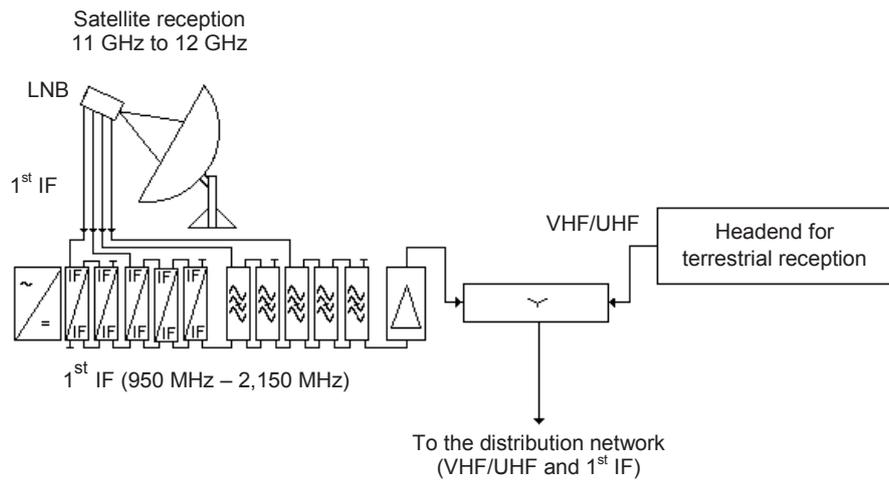 Satellite reception
11 GHz to 12 GHz
LNB
1st IF
VHF/UHF
Headend for
terrestrial reception
~
=
IF IF IF IF IF
IF IF IF IF IF
1st IF (950 MHz – 2,150 MHz)
To the distribution network
(VHF/UHF and 1st IF)